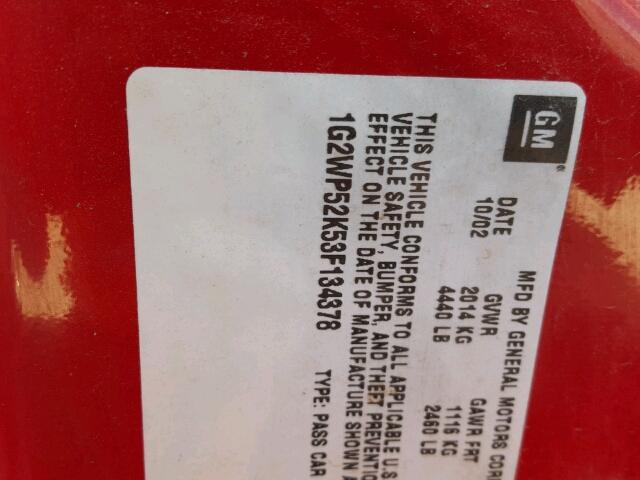 GM
MFD BY GENERAL MOTORS COR
DATE GVWR GAWR FRT
10/02 2014 KG 1116 KG
4440 LB 2460 LB
THIS VEHICLE CONFORMS TO ALL APPLICABLE U.S
VEHICLE SAFETY, BUMPER, AND THEFT PREVENTIO
EFFECT ON THE DATE OF MANUFACTURE SHOWN A
1G2WP52K53F134378 TYPE: PASS CAR